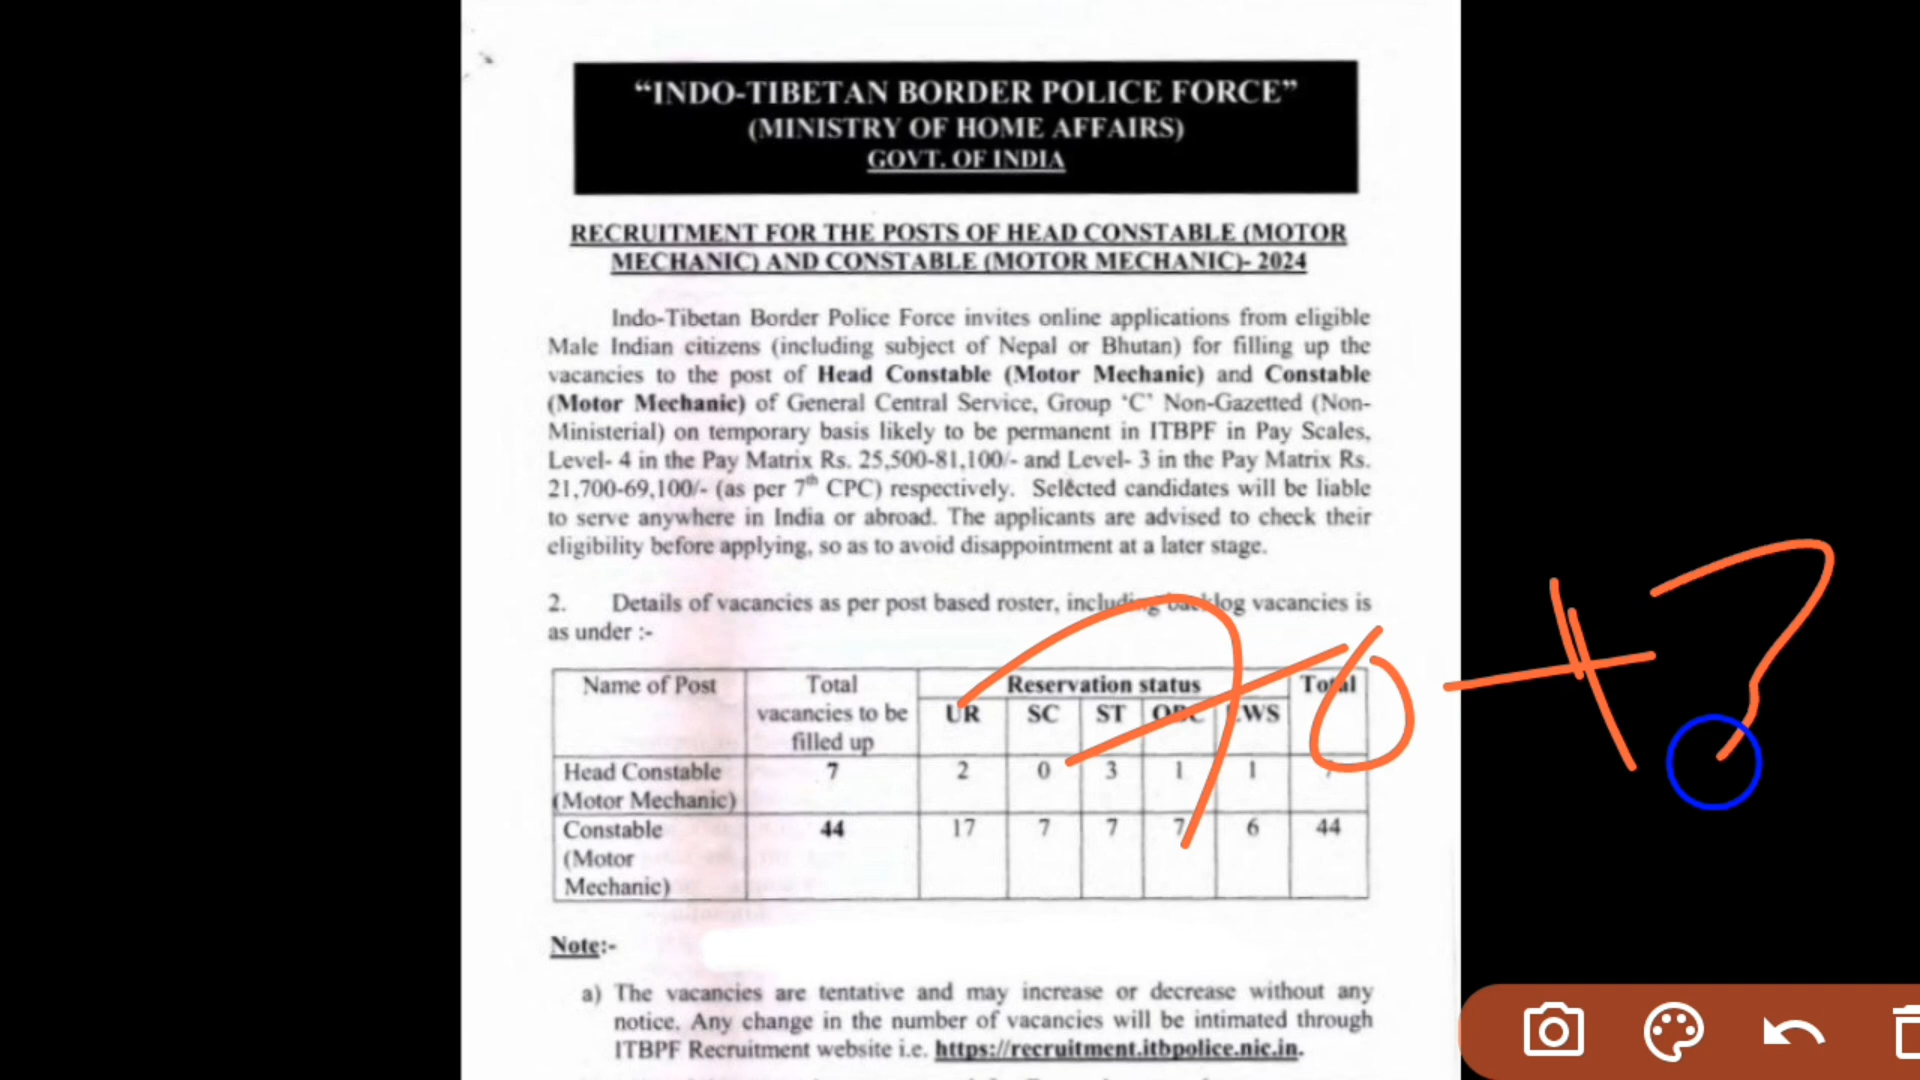 “INDO-TIBETAN BORDER POLICE FORCE”
(MINISTRY OF HOME AFFAIRS)
GOVT. OF INDIA
RECRUITMENT FOR THE POSTS OF HEAD CONSTABLE (MOTOR
MECHANIC) AND CONSTABLE (MOTOR MECHANIC)- 2024
Indo-Tibetan Border Police Force invites online applications from eligible
Male Indian citizens (including subject of Nepal or Bhutan) for filling up the
vacancies to the post of Head Constable (Motor Mechanic) and Constable
(Motor Mechanic) of General Central Service, Group ‘C’ Non-Gazetted (Non-
Ministerial) on temporary basis likely to be permanent in ITBPF in Pay Scales,
Level- 4 in the Pay Matrix Rs. 25,500-81,100/- and Level- 3 in the Pay Matrix Rs.
21,700-69,100/- (as per 7th CPC) respectively. Selected candidates will be liable
to serve anywhere in India or abroad. The applicants are advised to check their
eligibility before applying, so as to avoid disappointment at a later stage.
2. Details of vacancies as per post based roster, including backlog vacancies is
as under :-
Name of Post Total vacancies to be filled up Reservation status Total
UR SC ST OBC EWS
Head Constable (Motor Mechanic) 7 2 0 3 1 1 7
Constable (Motor Mechanic) 44 17 7 7 7 6 44
Note:-
a) The vacancies are tentative and may increase or decrease without any
notice. Any change in the number of vacancies will be intimated through
ITBPF Recruitment website i.e. https://recruitment.itbpolice.nic.in.